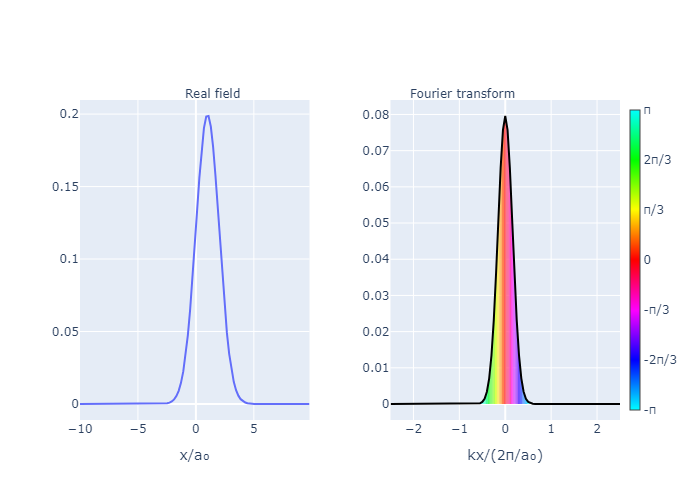 Real field
0.2
0.15
0.1
0.05
0
−10
−5
0
5
x/a₀
Fourier transform
0.08
0.07
0.06
0.05
0.04
0.03
0.02
0.01
0
−2
−1
0
1
2
kx/(2π/a₀)
π
2π/3
π/3
0
-π/3
-2π/3
-π